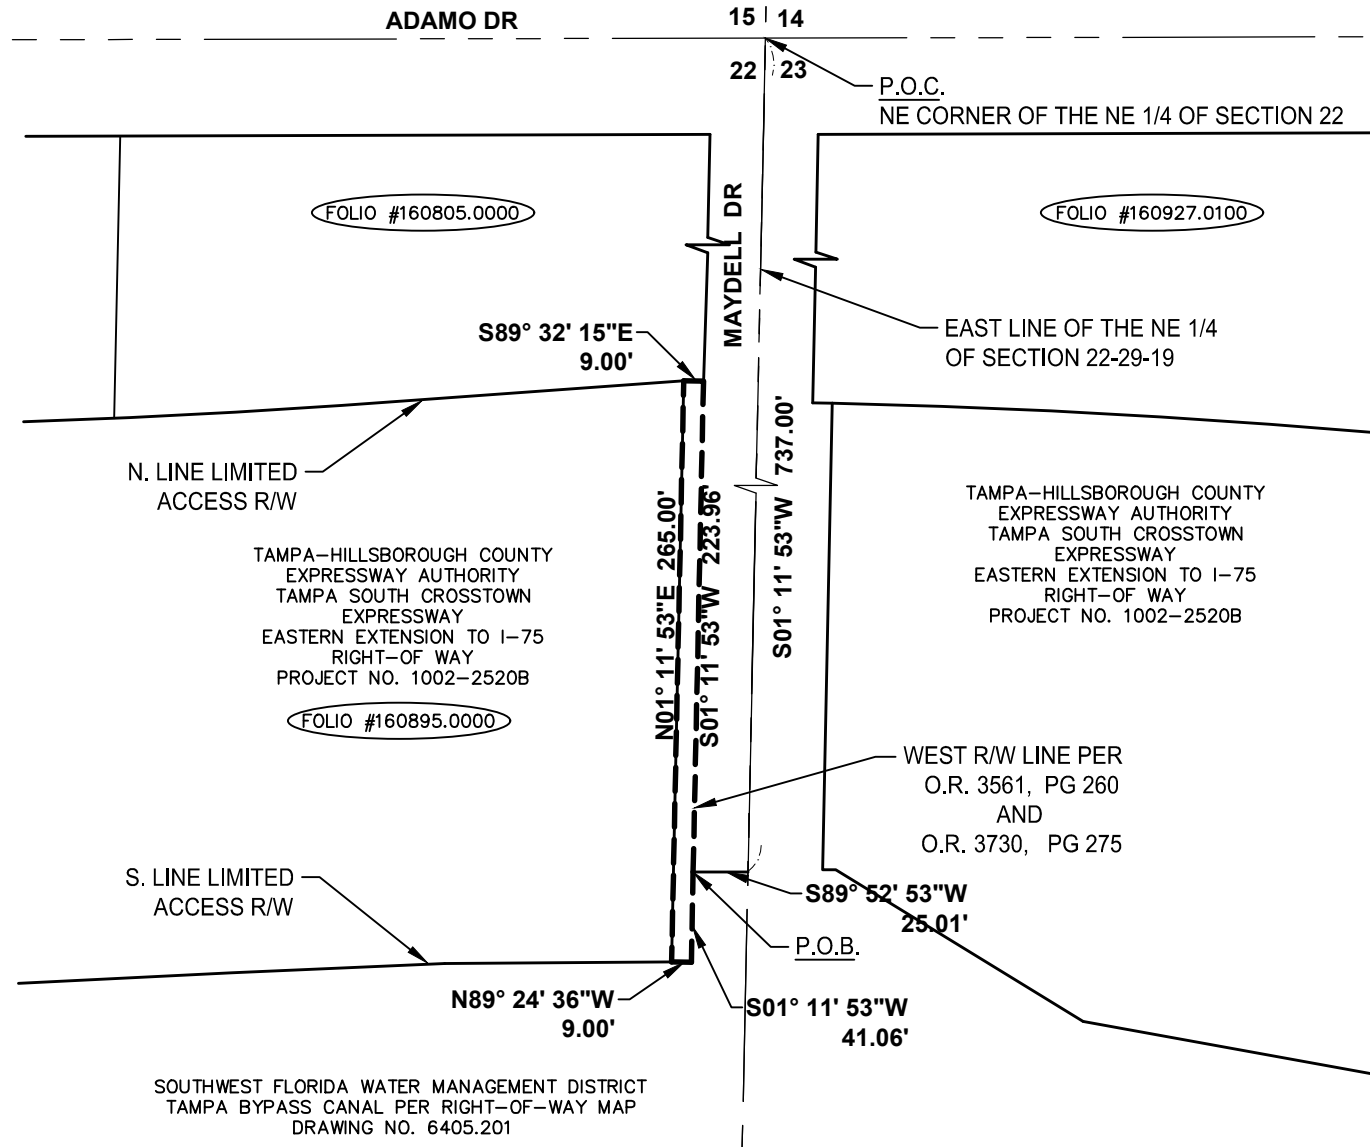 ADAMO DR
15 14
22 23
P.O.C.
NE CORNER OF THE NE 1/4 OF SECTION 22
FOLIO #160805.0000
FOLIO #160927.0100
MAYDELL DR
EAST LINE OF THE NE 1/4
OF SECTION 22-29-19
S89° 32' 15"E
9.00'
N. LINE LIMITED
ACCESS R/W
TAMPA-HILLSBOROUGH COUNTY
EXPRESSWAY AUTHORITY
TAMPA SOUTH CROSSTOWN
EXPRESSWAY
EASTERN EXTENSION TO I-75
RIGHT-OF WAY
PROJECT NO. 1002-2520B
FOLIO #160895.0000
N01° 11' 53"E 265.00'
S01° 11' 53"W 223.96'
S01° 11' 53"W 737.00'
TAMPA-HILLSBOROUGH COUNTY
EXPRESSWAY AUTHORITY
TAMPA SOUTH CROSSTOWN
EXPRESSWAY
EASTERN EXTENSION TO I-75
RIGHT-OF WAY
PROJECT NO. 1002-2520B
WEST R/W LINE PER
O.R. 3561, PG 260
AND
O.R. 3730, PG 275
S. LINE LIMITED
ACCESS R/W
S89° 52' 53"W
25.01'
P.O.B.
N89° 24' 36"W
9.00'
S01° 11' 53"W
41.06'
SOUTHWEST FLORIDA WATER MANAGEMENT DISTRICT
TAMPA BYPASS CANAL PER RIGHT-OF-WAY MAP
DRAWING NO. 6405.201